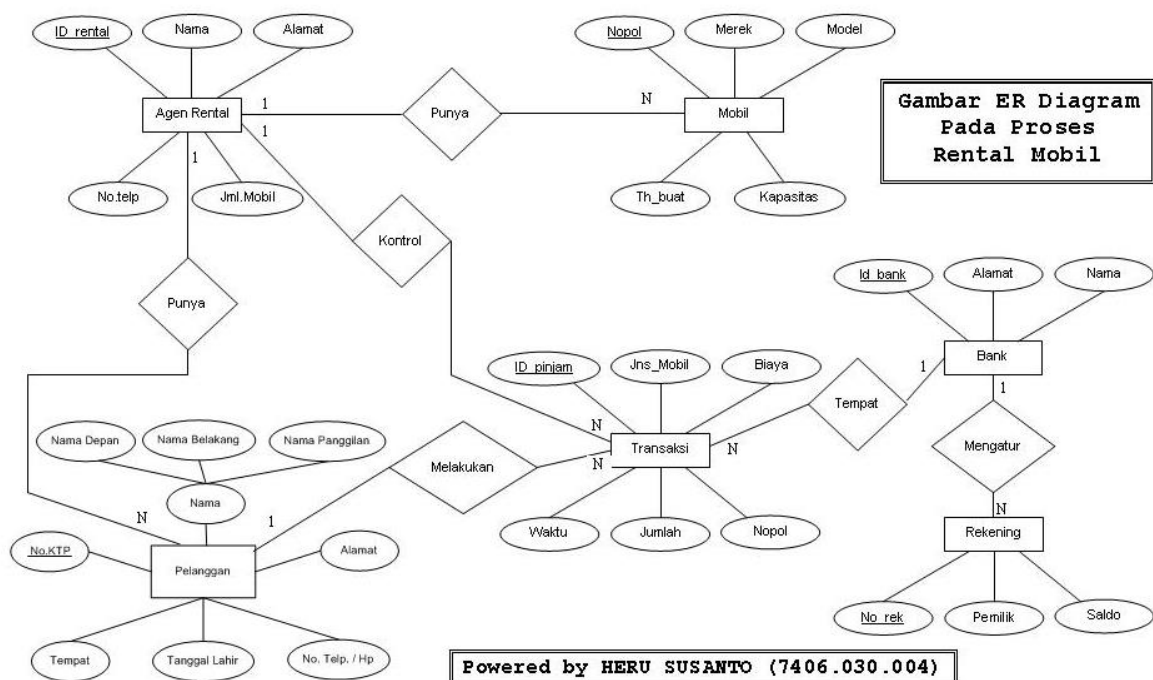 ID_rental
Nama
Alamat
Nopol
Merek
Model
Agen Rental
1
1
1
Punya
N
Mobil
Gambar ER Diagram
Pada Proses
Rental Mobil
No.telp
Jml.Mobil
Th_buat
Kapasitas
Kontrol
Punya
Id_bank
Alamat
Nama
ID_pinjam
Jns_Mobil
Biaya
Bank
1
1
Tempat
N
N
N
Transaksi
Nama Depan
Nama Belakang
Nama Panggilan
Melakukan
Mengatur
Nama
N
1
Waktu
Jumlah
Nopol
N
Rekening
No.KTP
Alamat
Pelanggan
No_rek
Pemilik
Saldo
Tempat
Tanggal Lahir
No. Telp. / Hp
Powered by HERU SUSANTO (7406.030.004)